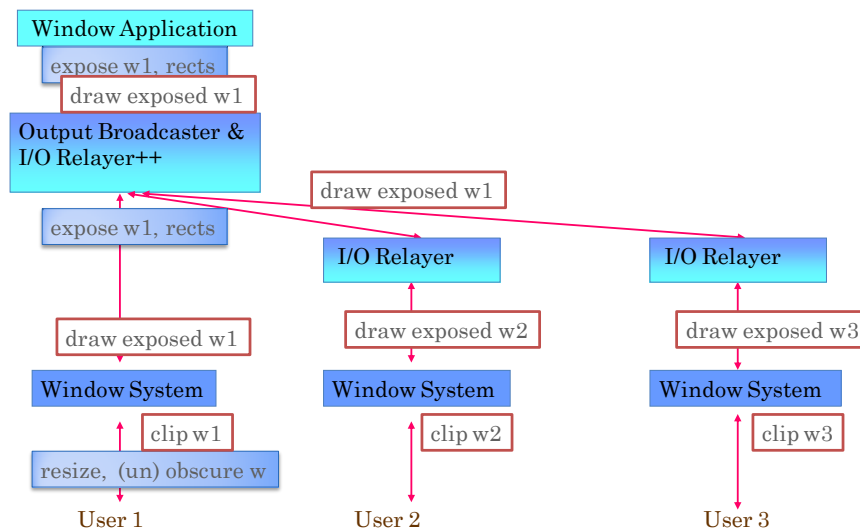 Window Application
expose w1, rects
draw exposed w1
Output Broadcaster &
I/O Relayer++
draw exposed w1
expose w1, rects
I/O Relayer
I/O Relayer
draw exposed w1
draw exposed w2
draw exposed w3
Window System
Window System
Window System
clip w1
clip w2
clip w3
resize, (un) obscure w
User 1
User 2
User 3